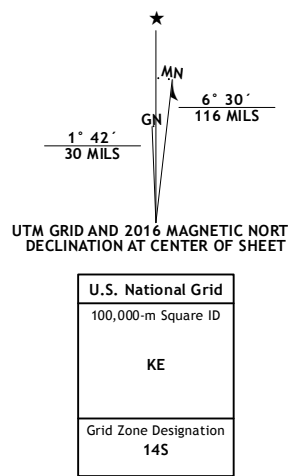 MN
GN
6° 30´
116 MILS
1° 42´
30 MILS
UTM GRID AND 2016 MAGNETIC NORT
DECLINATION AT CENTER OF SHEET
U.S. National Grid
100,000-m Square ID
KE
Grid Zone Designation
14S